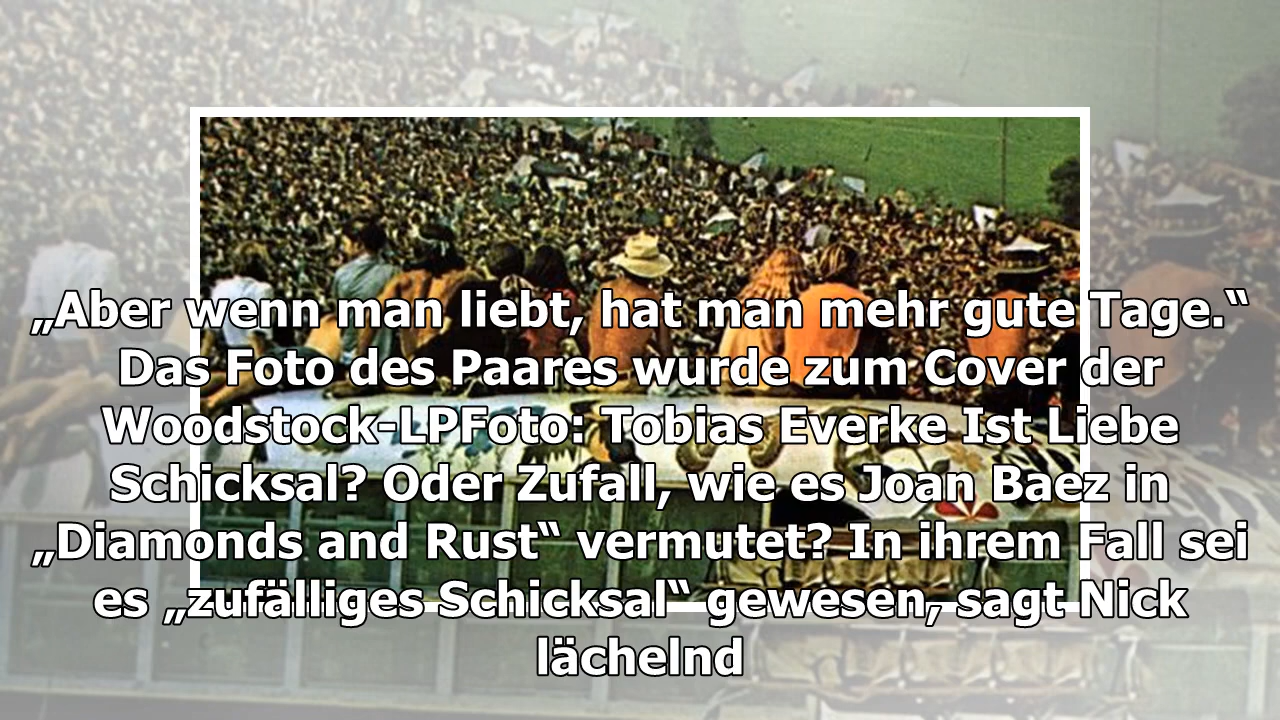 „Aber wenn man liebt, hat man mehr gute Tage.“
Das Foto des Paares wurde zum Cover der
Woodstock-LPFoto: Tobias Everke Ist Liebe
Schicksal? Oder Zufall, wie es Joan Baez in
„Diamonds and Rust“ vermutet? In ihrem Fall sei
es „zufälliges Schicksal“ gewesen, sagt Nick
lächelnd